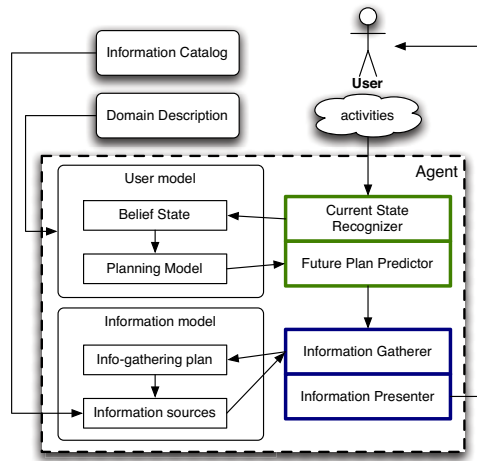 Information Catalog
User
Domain Description
activities
Agent
User model
Belief State
Current State
Recognizer
Planning Model
Future Plan Predictor
Information model
Info-gathering plan
Information Gatherer
Information sources
Information Presenter